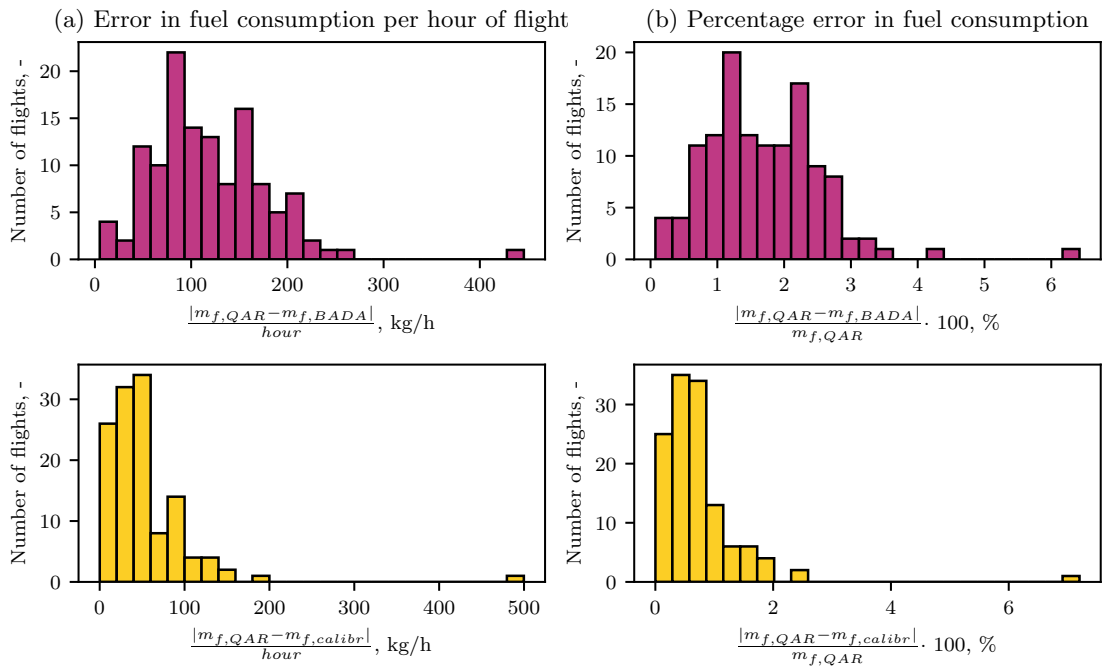 (a) Error in fuel consumption per hour of flight
(b) Percentage error in fuel consumption
Number of flights, -
20
15
10
5
0
0 100 200 300 400
|m_{f,QAR}−m_{f,BADA}|
hour
, kg/h
Number of flights, -
20
15
10
5
0
0 1 2 3 4 5 6
|m_{f,QAR}−m_{f,BADA}|
m_{f,QAR}
· 100, %
Number of flights, -
30
20
10
0
0 100 200 300 400 500
|m_{f,QAR}−m_{f,calibr}|
hour
, kg/h
Number of flights, -
30
20
10
0
0 2 4 6
|m_{f,QAR}−m_{f,calibr}|
m_{f,QAR}
· 100, %